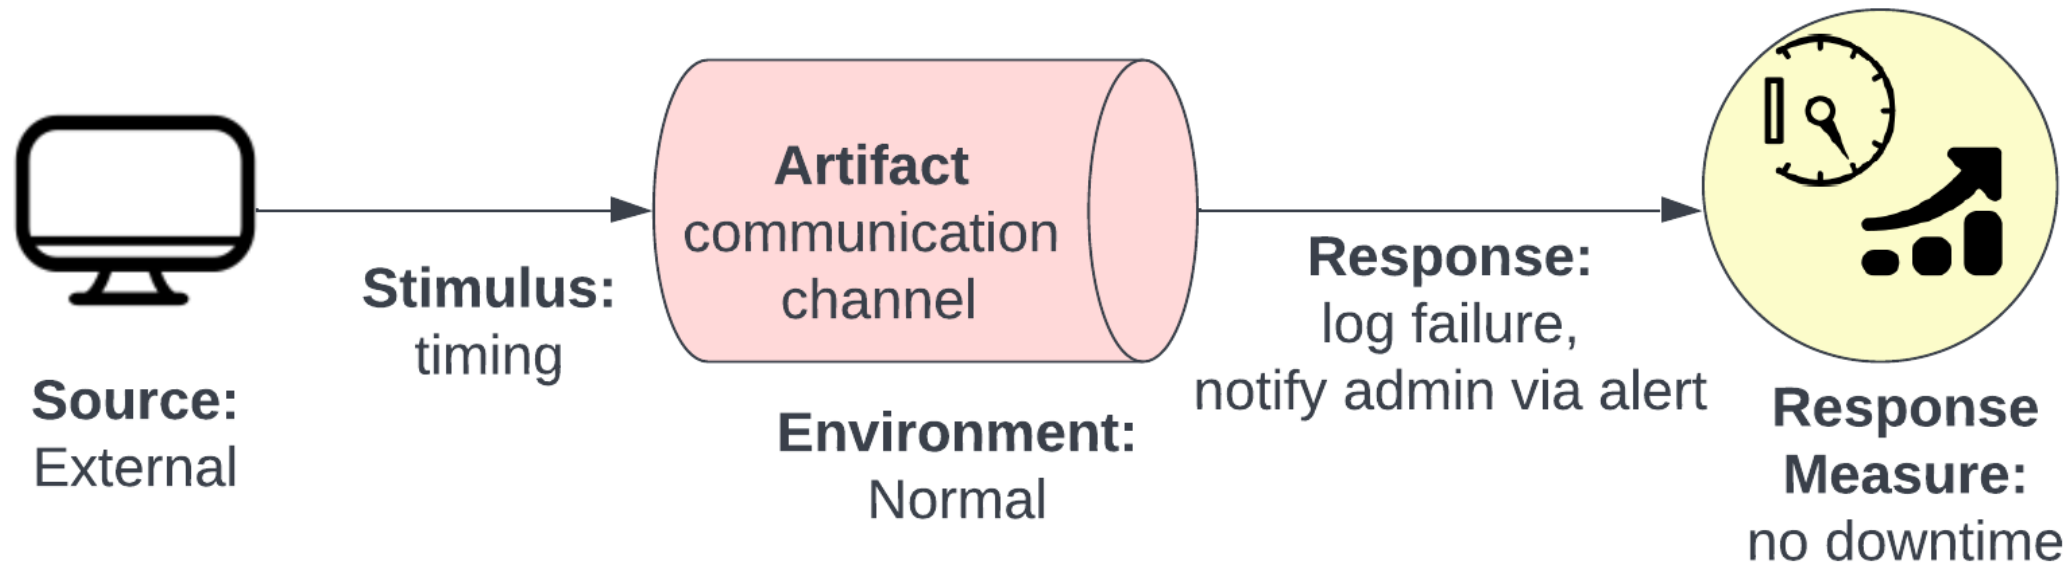 Source:
External
Stimulus:
timing
Artifact
communication
channel
Environment:
Normal
Response:
log failure,
notify admin via alert
Response
Measure:
no downtime